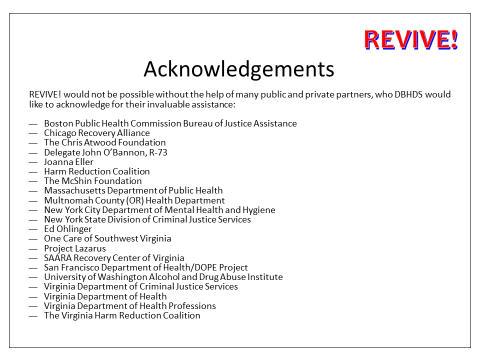 REVIVE!
Acknowledgements
REVIVE! would not be possible without the help of many public and private partners, who DBHDS would
like to acknowledge for their invaluable assistance:
— Boston Public Health Commission Bureau of Justice Assistance
— Chicago Recovery Alliance
— The Chris Atwood Foundation
— Delegate John O'Bannon, R-73
— Joanna Eller
— Harm Reduction Coalition
— The McShin Foundation
— Massachusetts Department of Public Health
— Multnomah County (OR) Health Department
— New York City Department of Mental Health and Hygiene
— New York State Division of Criminal Justice Services
— Ed Ohlinger
— One Care of Southwest Virginia
— Project Lazarus
— SAARA Recovery Center of Virginia
— San Francisco Department of Health/DOPE Project
— University of Washington Alcohol and Drug Abuse Institute
— Virginia Department of Criminal Justice Services
— Virginia Department of Health
— Virginia Department of Health Professions
— The Virginia Harm Reduction Coalition